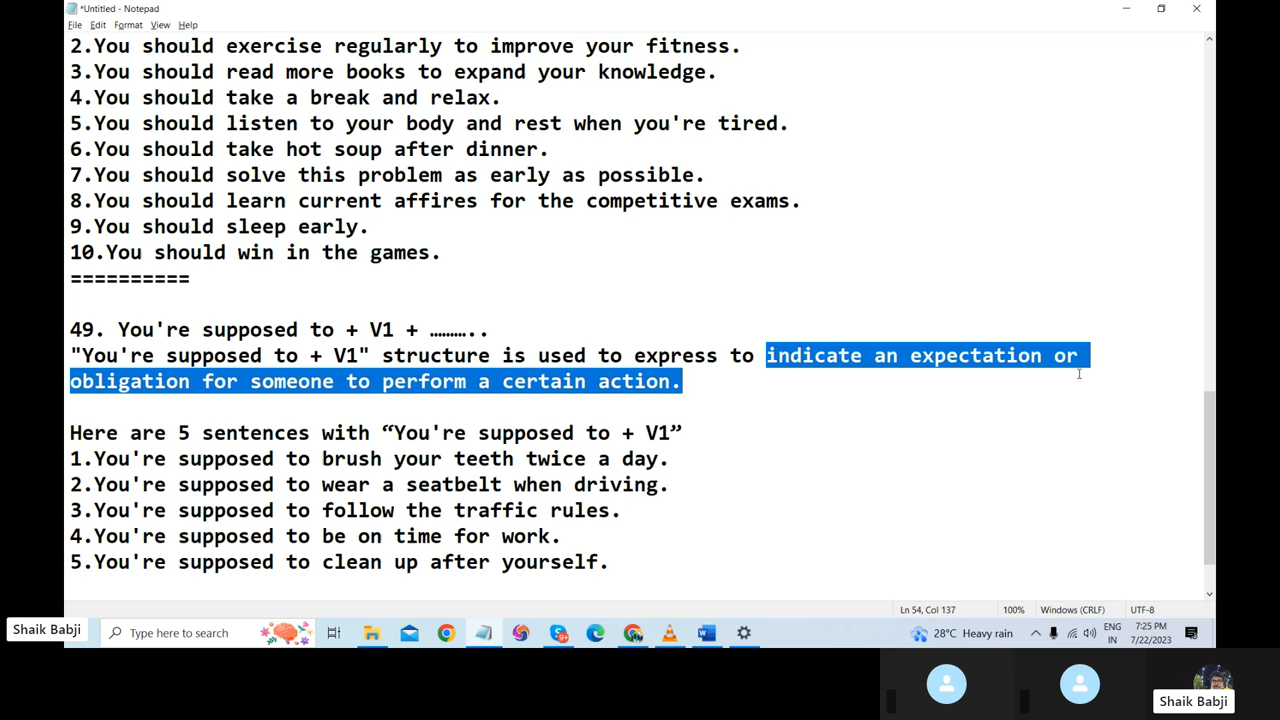 *Untitled - Notepad
File Edit Format View Help
2.You should exercise regularly to improve your fitness.
3.You should read more books to expand your knowledge.
4.You should take a break and relax.
5.You should listen to your body and rest when you're tired.
6.You should take hot soup after dinner.
7.You should solve this problem as early as possible.
8.You should learn current affires for the competitive exams.
9.You should sleep early.
10.You should win in the games.
==========
49. You're supposed to + V1 + ………..
"You're supposed to + V1" structure is used to express to indicate an expectation or
obligation for someone to perform a certain action.
Here are 5 sentences with “You're supposed to + V1”
1.You're supposed to brush your teeth twice a day.
2.You're supposed to wear a seatbelt when driving.
3.You're supposed to follow the traffic rules.
4.You're supposed to be on time for work.
5.You're supposed to clean up after yourself.
Ln 54, Col 137 100% Windows (CRLF) UTF-8
Shaik Babji
Type here to search
28°C Heavy rain
ENG
IN
7:25 PM
7/22/2023
Shaik Babji